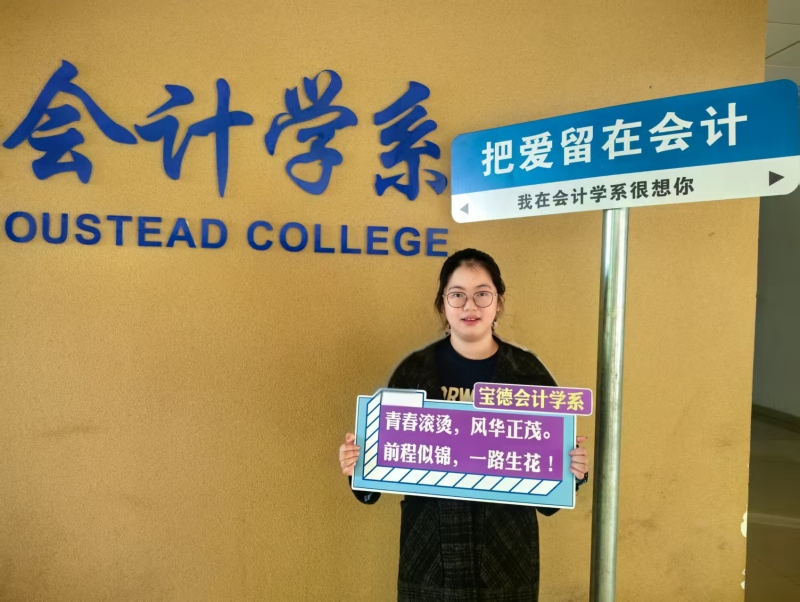 会计学系
OUSTEAD COLLEGE
把爱留在会计
我在会计学系很想你
宝德会计学系
青春滚烫，风华正茂。
前程似锦，一路生花！